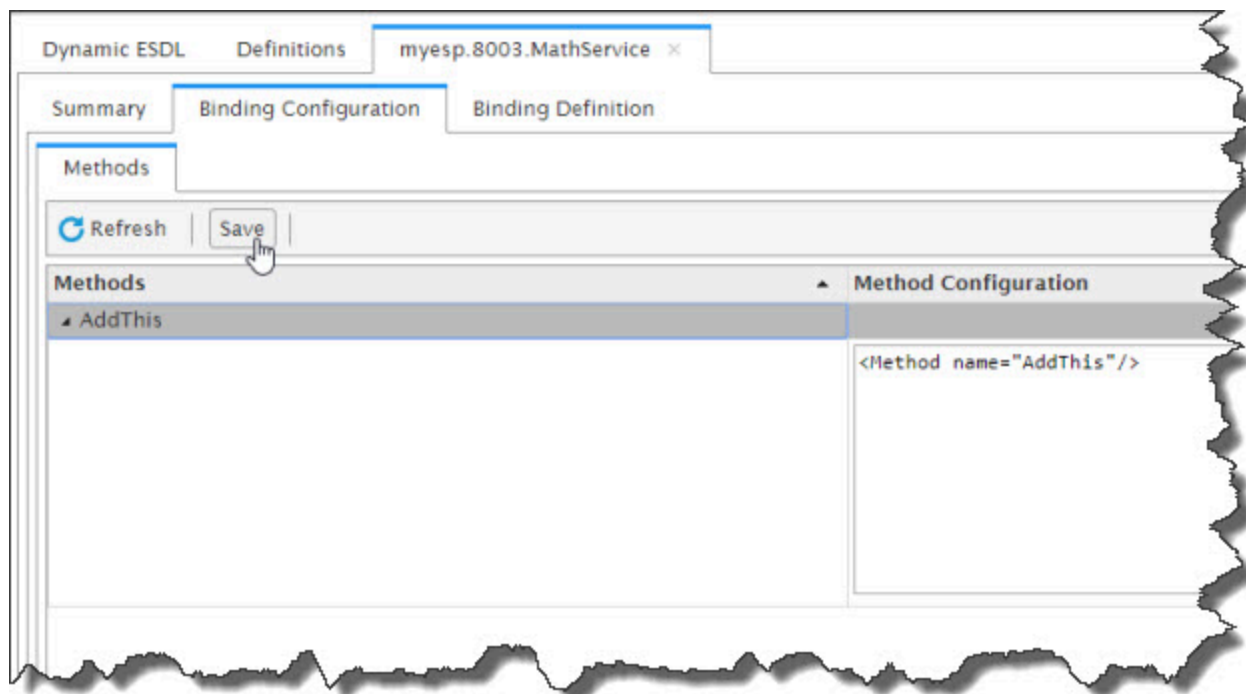 Dynamic ESDL Definitions myesp.8003.MathService ×
Summary Binding Configuration Binding Definition
Methods
Refresh Save
Methods Method Configuration
AddThis
<Method name="AddThis"/>